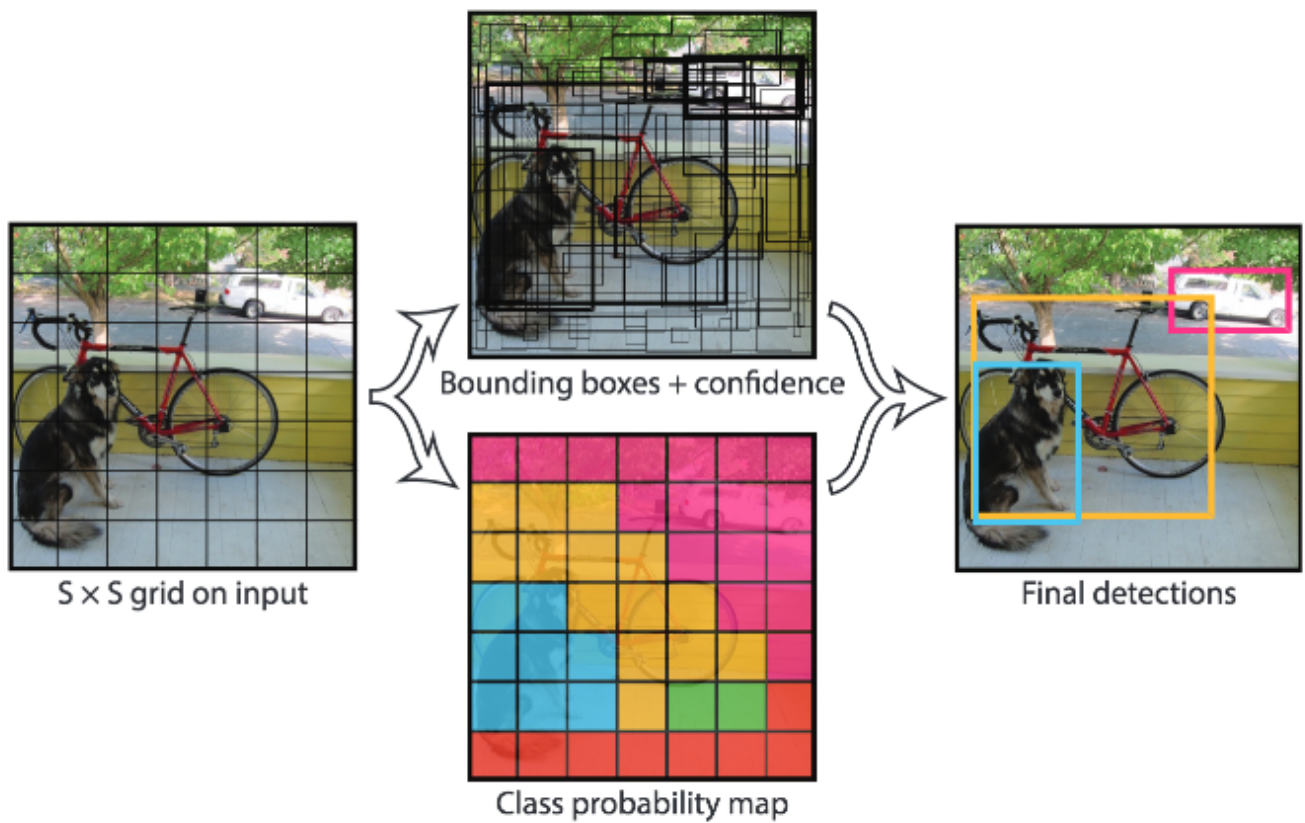 S × S grid on input
Bounding boxes + confidence
Class probability map
Final detections